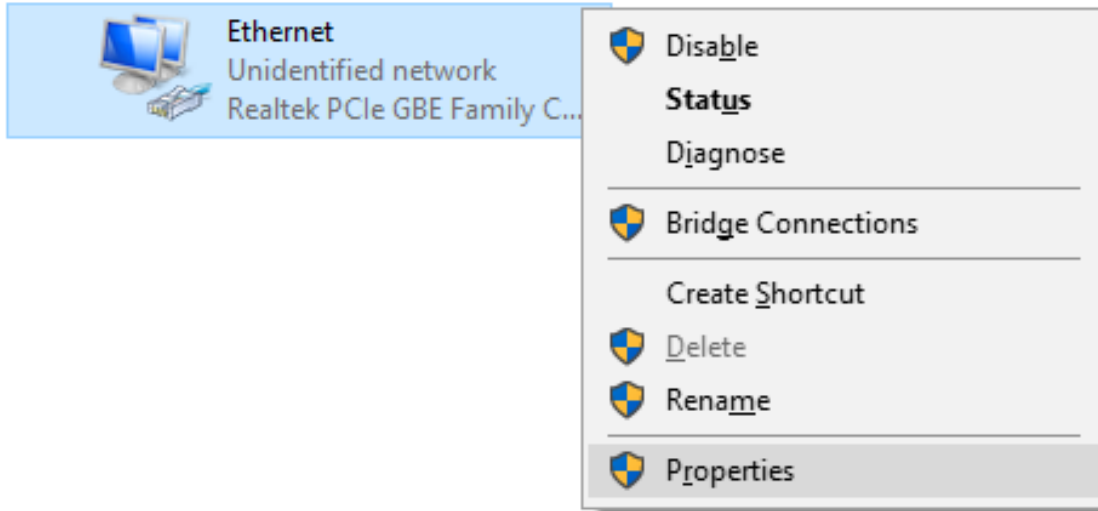 Ethernet
Unidentified network
Realtek PCIe GBE Family C...
Disable
Status
Diagnose
Bridge Connections
Create Shortcut
Delete
Rename
Properties